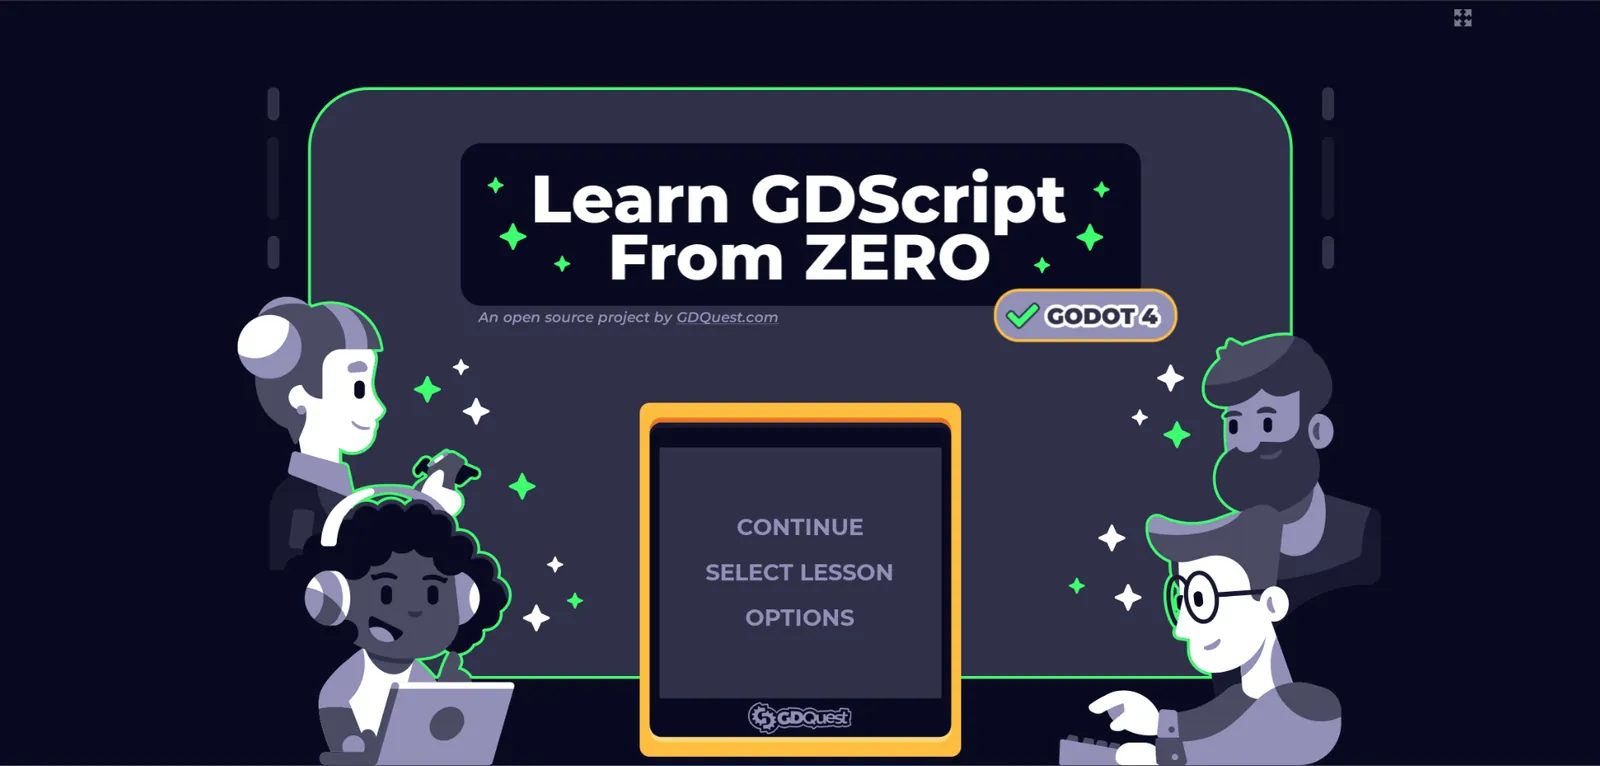 Learn GDScript
From ZERO
An open source project by GDQuest.com
GODOT 4
CONTINUE
SELECT LESSON
OPTIONS
GDQuest